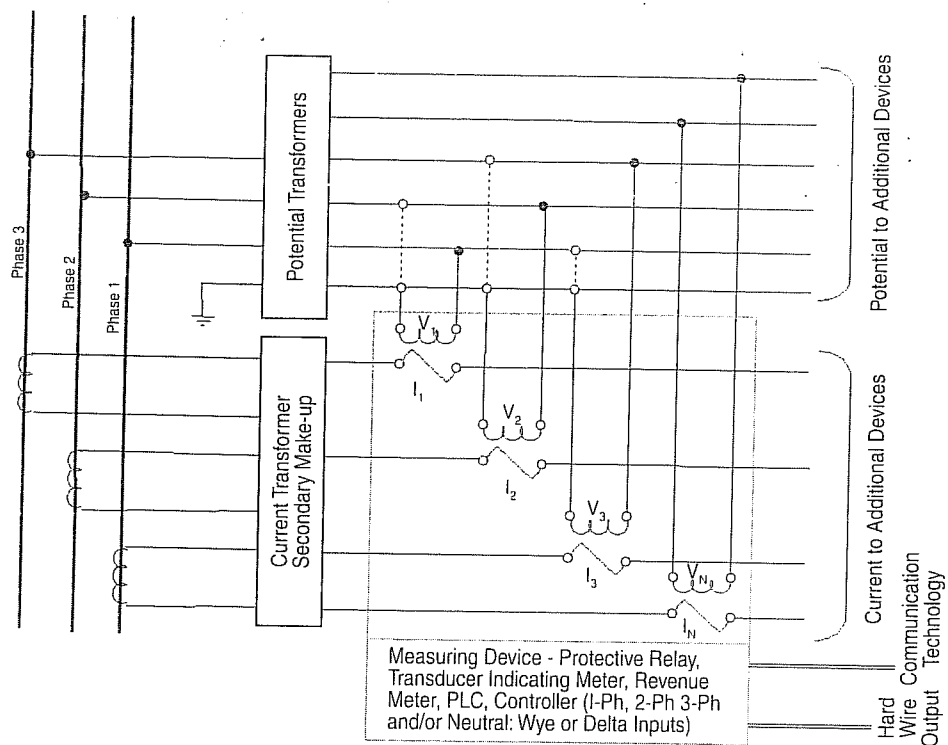 Phase 3
Phase 2
Phase 1
Potential Transformers
Potential to Additional Devices
Current Transformer
Secondary Make-up
Current to Additional Devices
V1
I1
V2
I2
V3
I3
VN
IN
Measuring Device - Protective Relay,
Transducer Indicating Meter, Revenue
Meter, PLC, Controller (I-Ph, 2-Ph 3-Ph
and/or Neutral: Wye or Delta Inputs)
Communication
Technology
Hard
Wire
Output